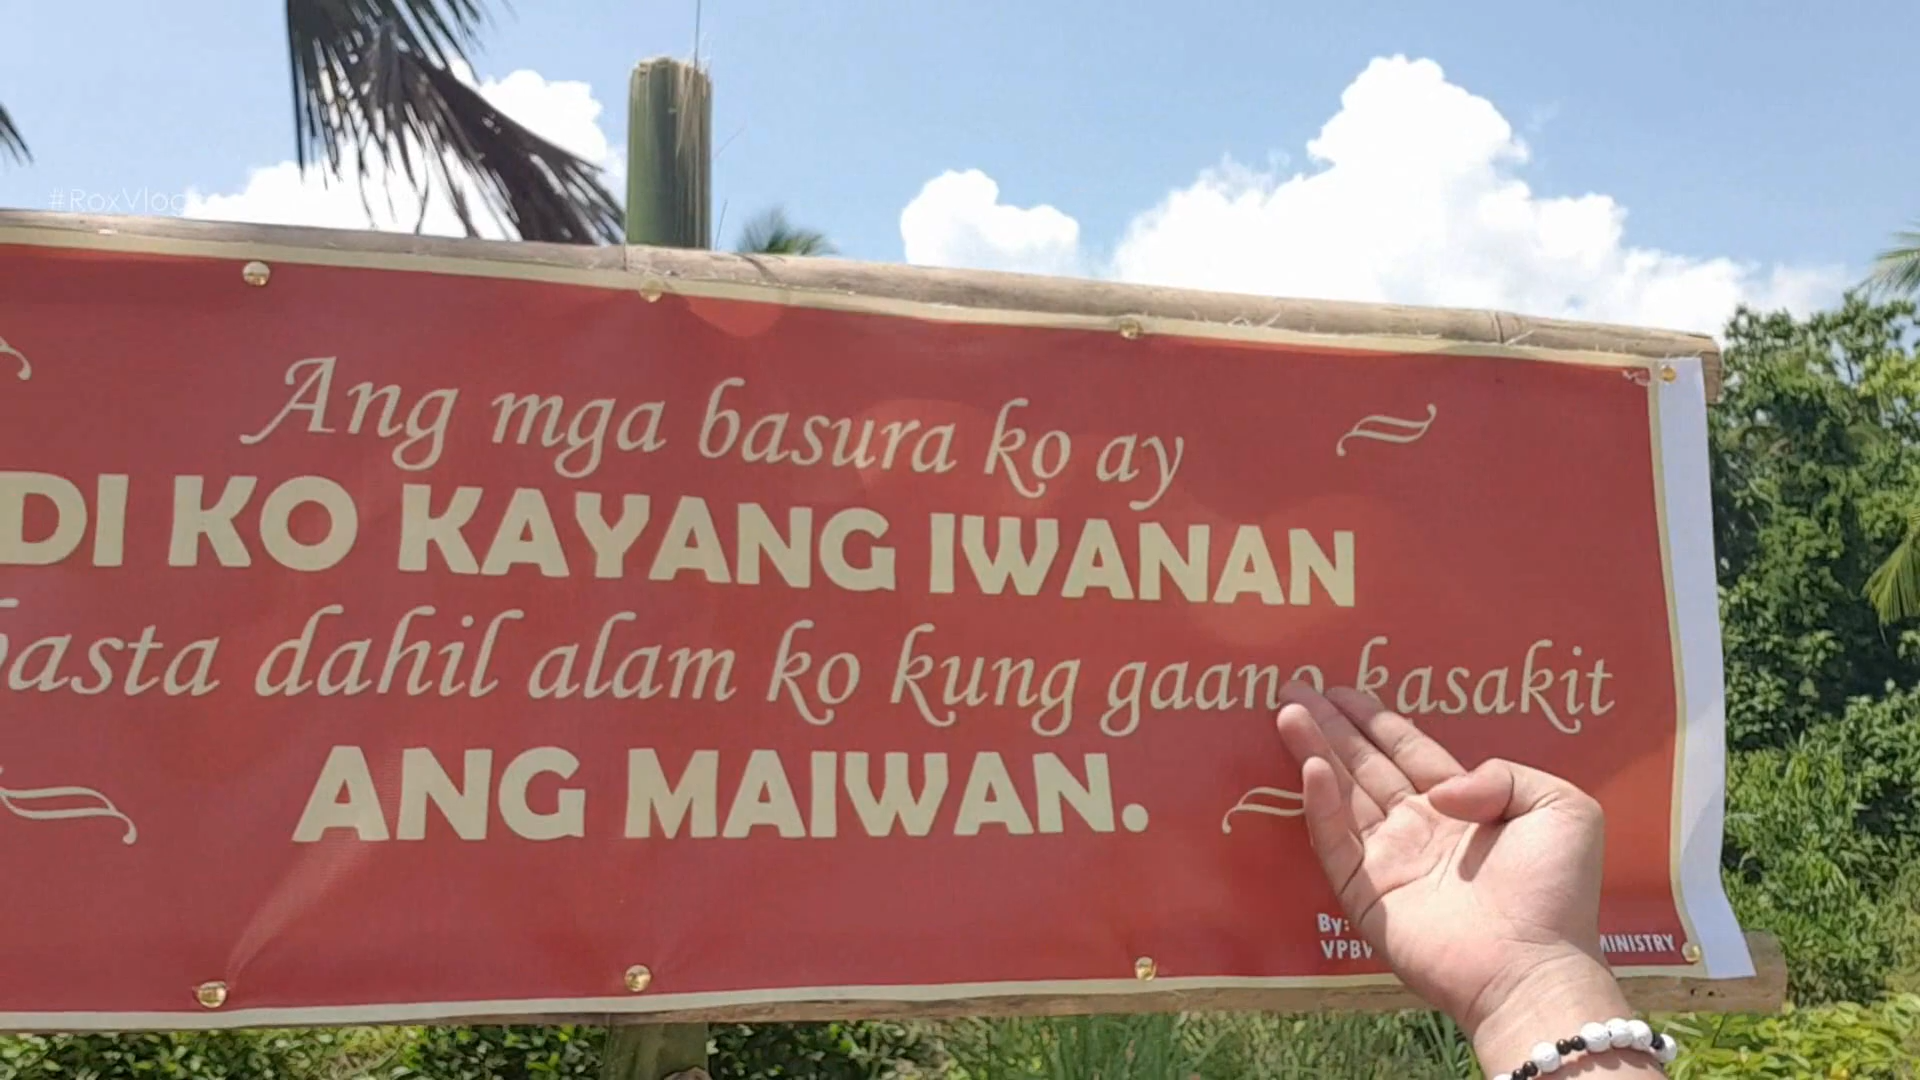 #RoxVlog
Ang mga basura ko ay
DI KO KAYANG IWANAN
basta dahil alam ko kung gaano kasakit
ANG MAIWAN.
By:
MINISTRY